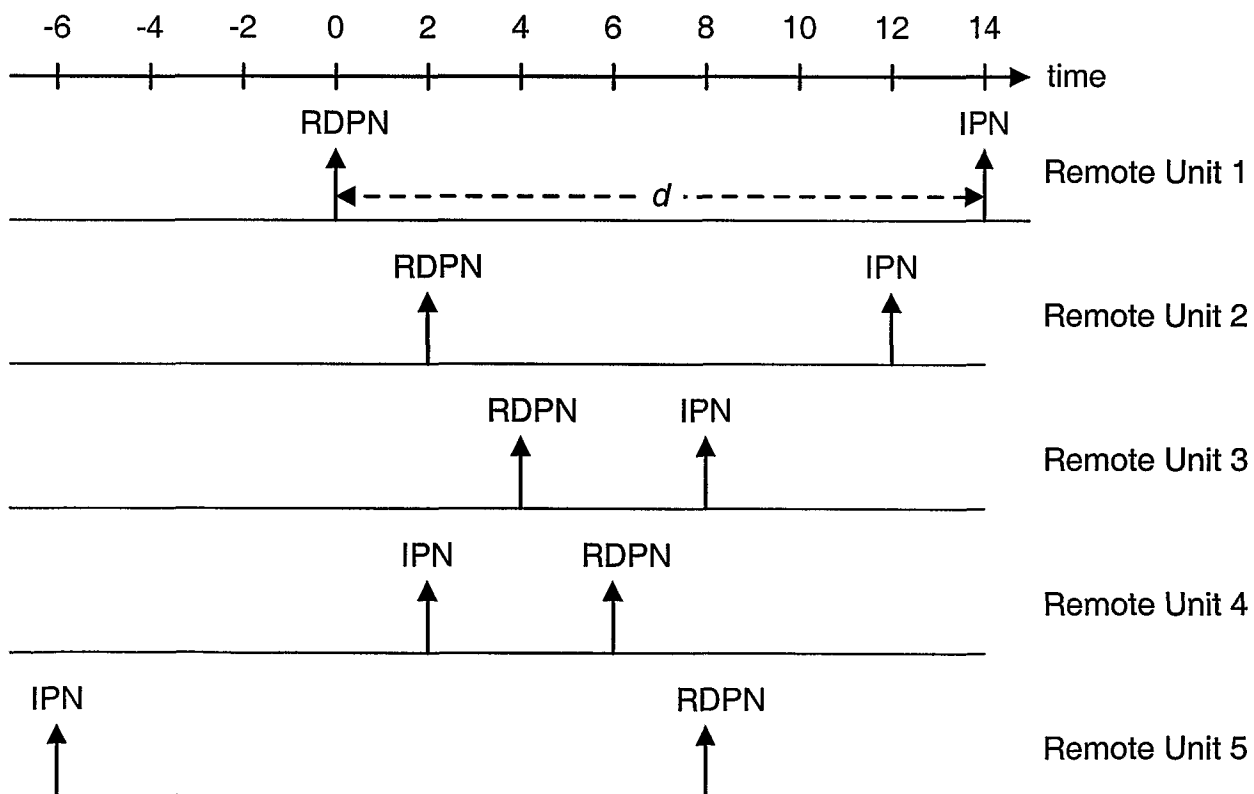 -6 -4 -2 0 2 4 6 8 10 12 14
time
RDPN IPN
Remote Unit 1
d
RDPN IPN
Remote Unit 2
RDPN IPN
Remote Unit 3
IPN RDPN
Remote Unit 4
IPN RDPN
Remote Unit 5